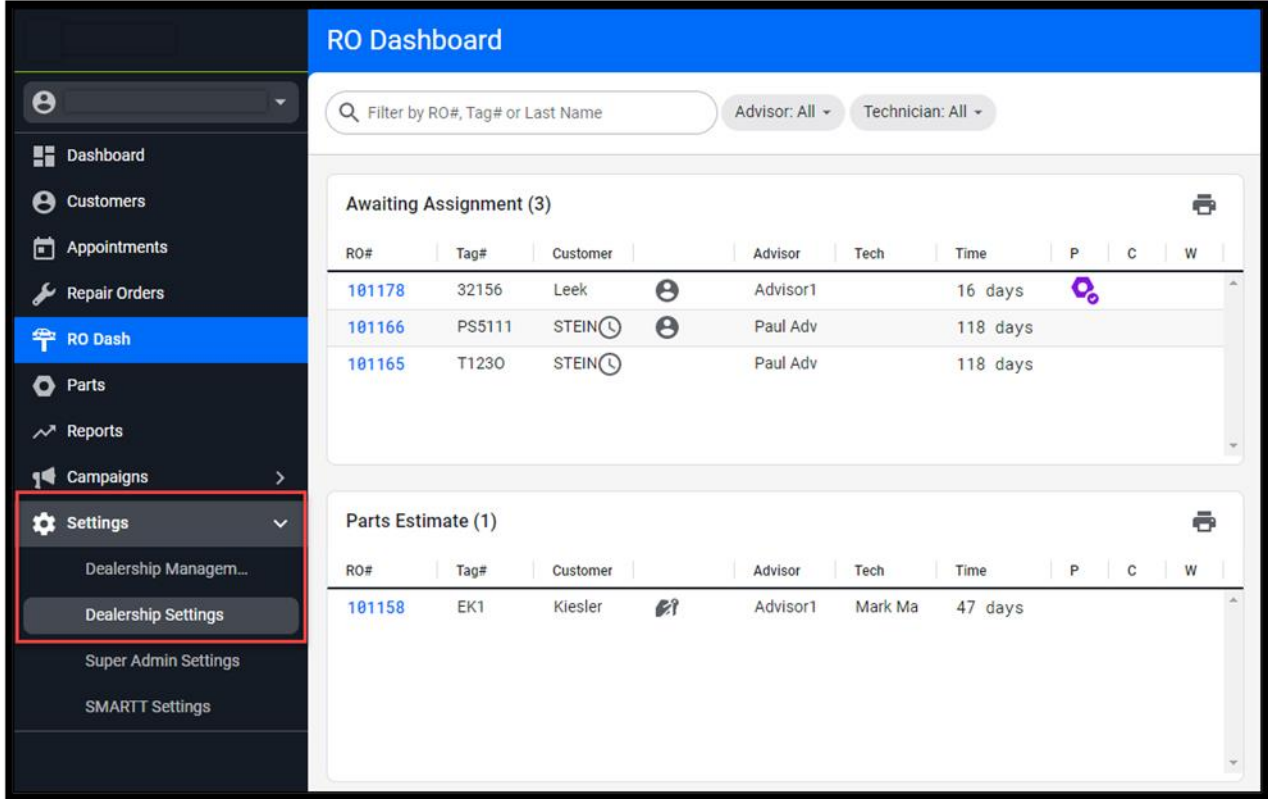 RO Dashboard
Filter by RO#, Tag# or Last Name
Advisor: All
Technician: All
Dashboard
Customers
Appointments
Repair Orders
RO Dash
Parts
Reports
Campaigns
Settings
Dealership Managem...
Dealership Settings
Super Admin Settings
SMARTT Settings
Awaiting Assignment (3)
RO# Tag# Customer Advisor Tech Time P C W
101178 32156 Leek Advisor1 16 days
101166 PS5111 STEIN Paul Adv 118 days
101165 T123O STEIN Paul Adv 118 days
Parts Estimate (1)
RO# Tag# Customer Advisor Tech Time P C W
101158 EK1 Kiesler Advisor1 Mark Ma 47 days